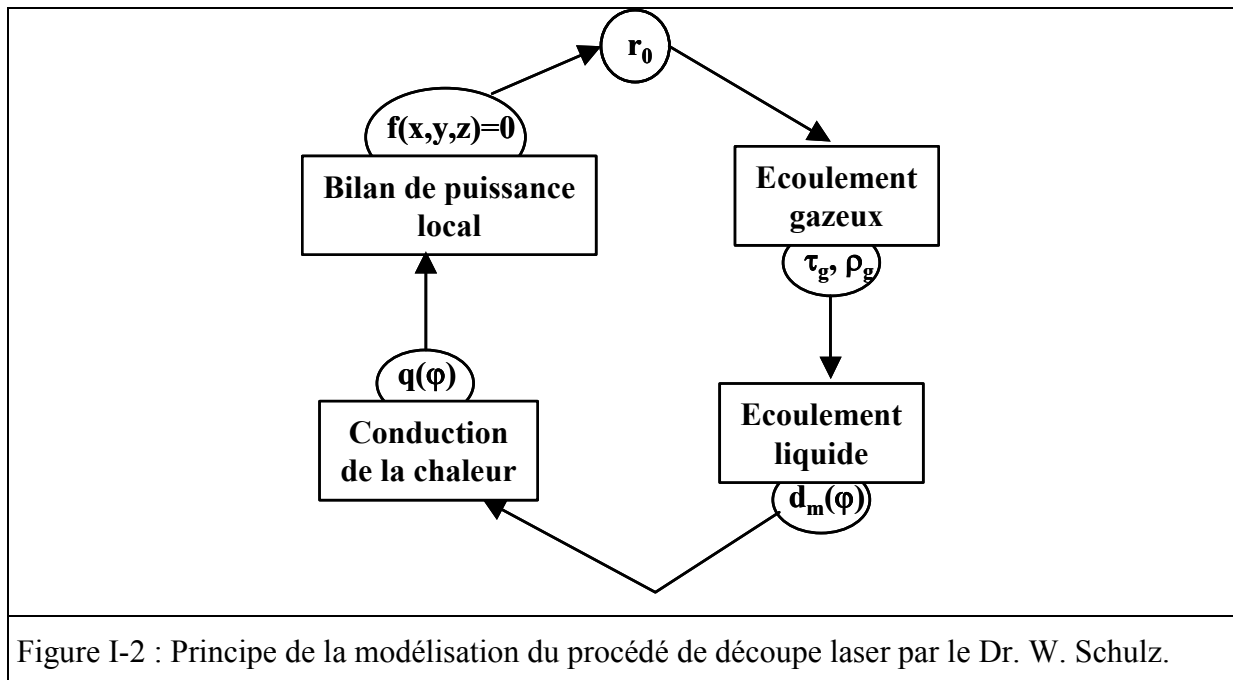 r₀
f(x,y,z)=0
Bilan de puissance
local
Ecoulement
gazeux
τg, ρg
q(φ)
Conduction
de la chaleur
Ecoulement
liquide
dm(φ)
Figure I-2 : Principe de la modélisation du procédé de découpe laser par le Dr. W. Schulz.